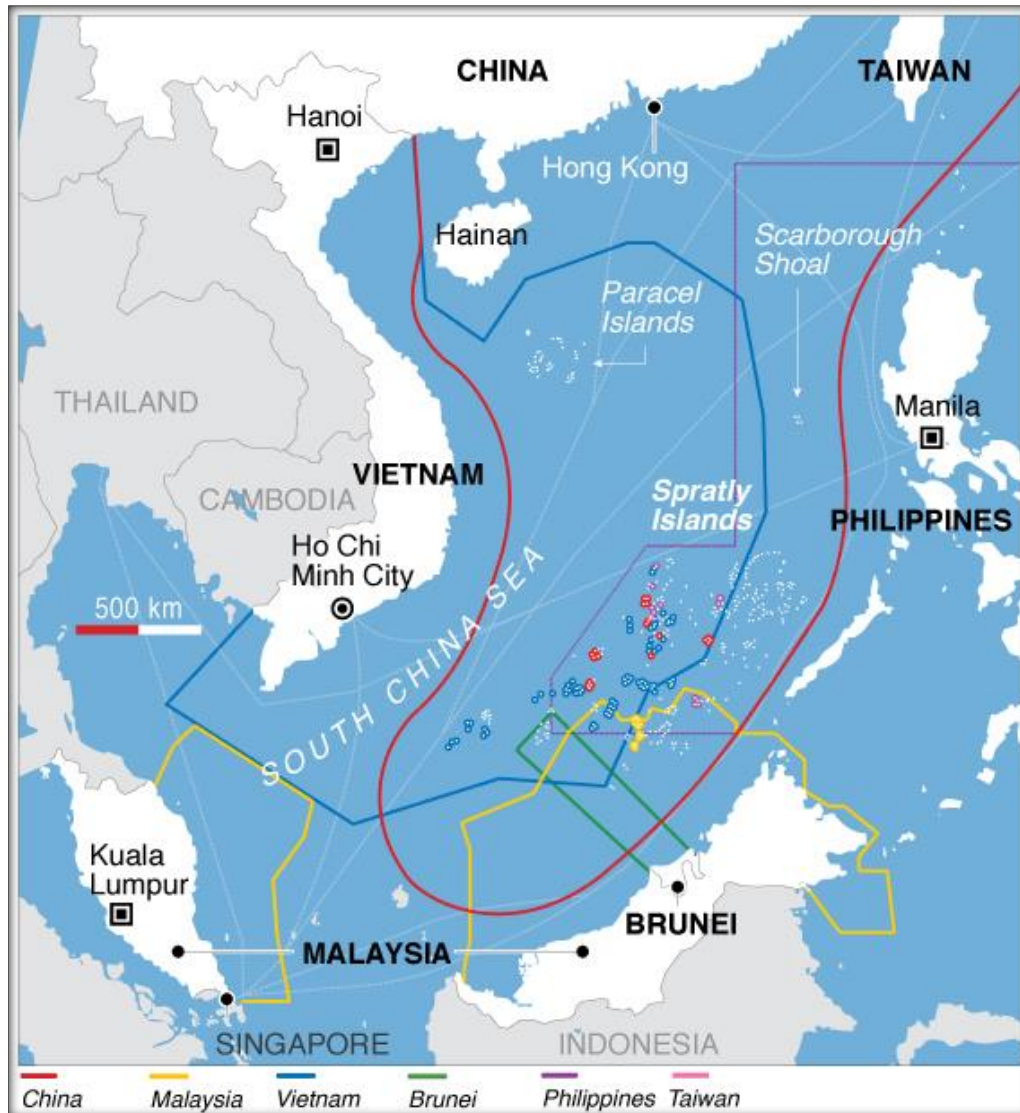 CHINA
TAIWAN
Hanoi
Hong Kong
Hainan
Scarborough
Shoal
Paracel
Islands
THAILAND
Manila
VIETNAM
CAMBODIA
Spratly
Islands
PHILIPPINES
Ho Chi
Minh City
500 km
SOUTH CHINA SEA
Kuala
Lumpur
BRUNEI
MALAYSIA
SINGAPORE
INDONESIA
China
Malaysia
Vietnam
Brunei
Philippines
Taiwan